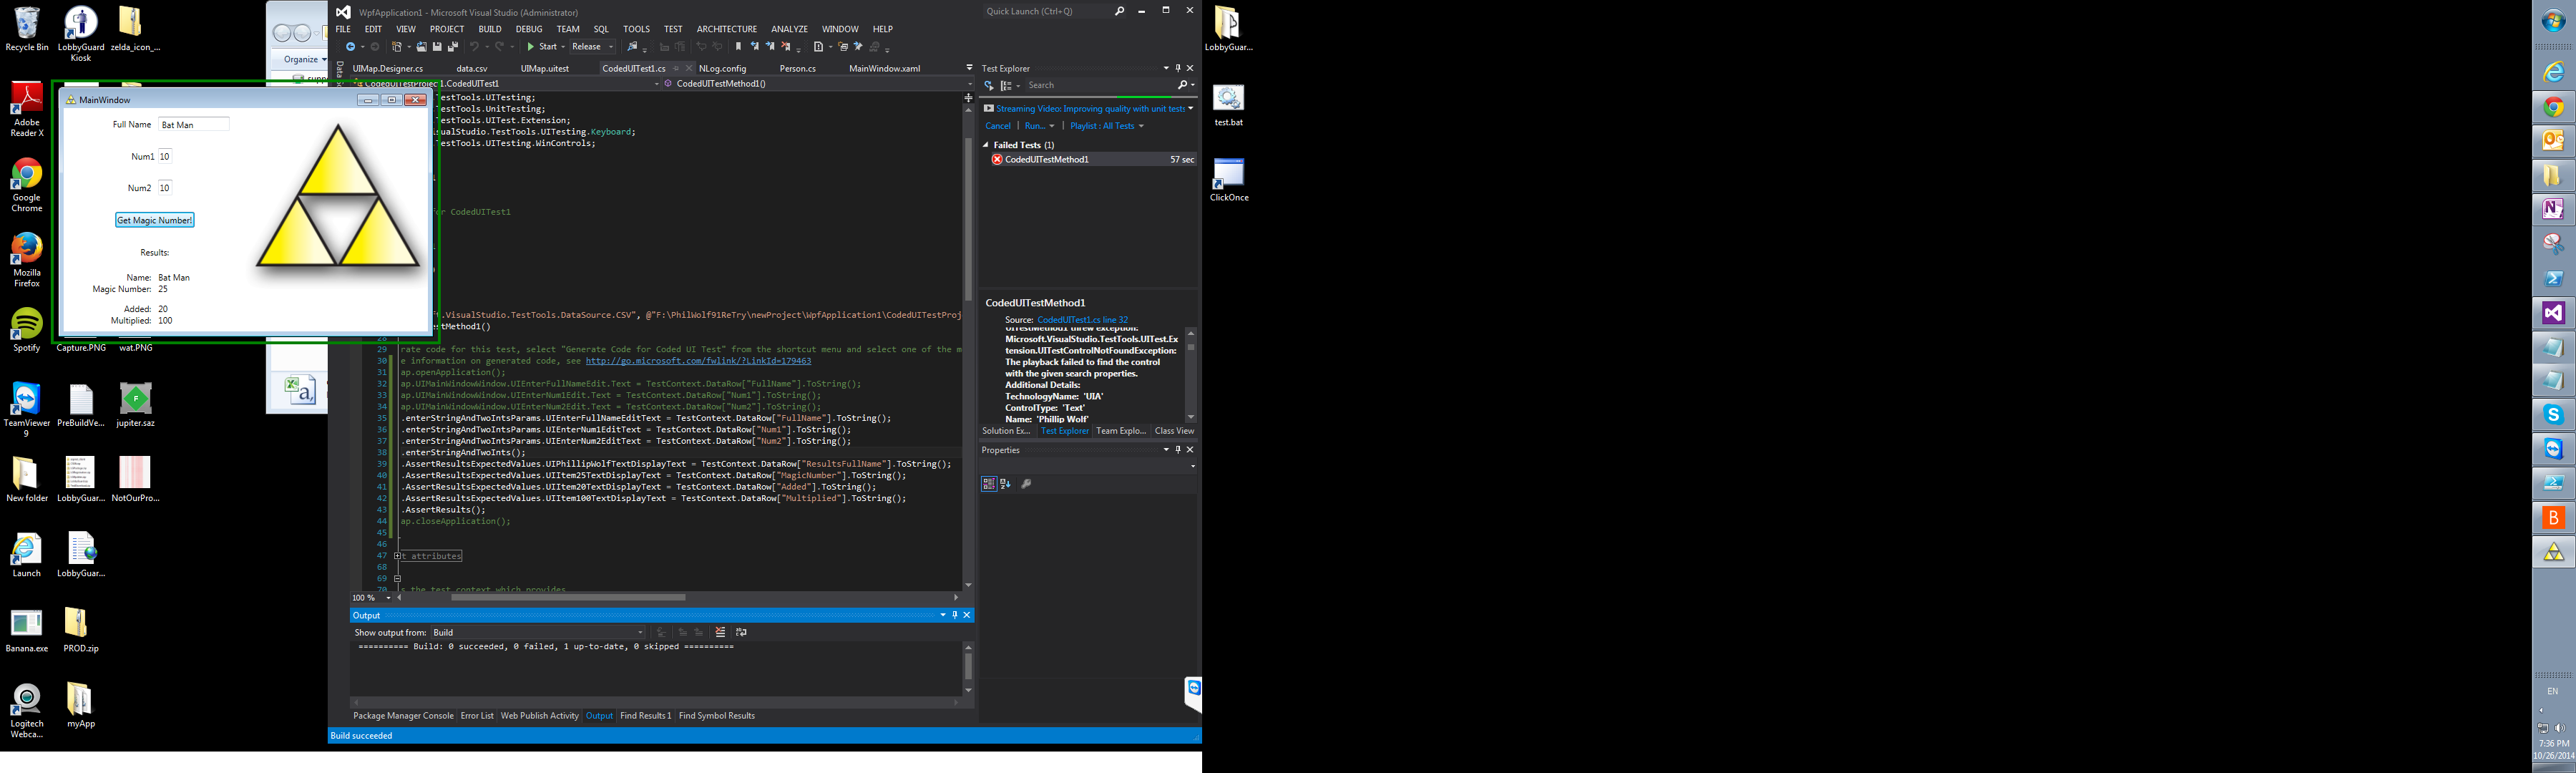 Recycle Bin
LobbyGuard
Kiosk
zelda_icon_...
Adobe
Reader X
Google
Chrome
Mozilla
Firefox
Spotify
Capture.PNG
wat.PNG
TeamViewer
9
PreBuildVe...
jupiter.saz
New folder
LobbyGuar...
NotOurPro...
Launch
LobbyGuar...
Banana.exe
PROD.zip
Logitech
Webca...
myApp
Organize
MainWindow
Full Name Bat Man
Num1 10
Num2 10
Get Magic Number!
Results:
Name: Bat Man
Magic Number: 25
Added: 20
Multiplied: 100
WpfApplication1 - Microsoft Visual Studio (Administrator)
Quick Launch (Ctrl+Q)
FILE EDIT VIEW PROJECT BUILD DEBUG TEAM SQL TOOLS TEST ARCHITECTURE ANALYZE WINDOW HELP
Start Release
UIMap.Designer.cs data.csv UIMap.uitest CodedUITest1.cs NLog.config Person.cs MainWindow.xaml
CodedUITestProject1.CodedUITest1 CodedUITestMethod1()
TestTools.UITesting;
TestTools.UnitTesting;
TestTools.UITest.Extension;
VisualStudio.TestTools.UITesting.Keyboard;
TestTools.UITesting.WinControls;
for CodedUITest1
t.VisualStudio.TestTools.DataSource.CSV", @"F:\PhilWolf91ReTry\newProject\WpfApplication1\CodedUITestProj
estMethod1()
28
29 rate code for this test, select "Generate Code for Coded UI Test" from the shortcut menu and select one of the m
30 e information on generated code, see http://go.microsoft.com/fwlink/?LinkId=179463
31 ap.openApplication();
32 ap.UIMainWindowWindow.UIEnterFullNameEdit.Text = TestContext.DataRow["FullName"].ToString();
33 ap.UIMainWindowWindow.UIEnterNum1Edit.Text = TestContext.DataRow["Num1"].ToString();
34 ap.UIMainWindowWindow.UIEnterNum2Edit.Text = TestContext.DataRow["Num2"].ToString();
35 .enterStringAndTwoIntsParams.UIEnterFullNameEditText = TestContext.DataRow["FullName"].ToString();
36 .enterStringAndTwoIntsParams.UIEnterNum1EditText = TestContext.DataRow["Num1"].ToString();
37 .enterStringAndTwoIntsParams.UIEnterNum2EditText = TestContext.DataRow["Num2"].ToString();
38 .enterStringAndTwoInts();
39 .AssertResultsExpectedValues.UIPhillipWolfTextDisplayText = TestContext.DataRow["ResultsFullName"].ToString();
40 .AssertResultsExpectedValues.UIItem25TextDisplayText = TestContext.DataRow["MagicNumber"].ToString();
41 .AssertResultsExpectedValues.UIItem20TextDisplayText = TestContext.DataRow["Added"].ToString();
42 .AssertResultsExpectedValues.UIItem100TextDisplayText = TestContext.DataRow["Multiplied"].ToString();
43 .AssertResults();
44 ap.closeApplication();
45
46
47 t attributes
68
69
70 s the test context which provides
100 %
Output
Show output from: Build
========== Build: 0 succeeded, 0 failed, 1 up-to-date, 0 skipped ==========
Package Manager Console Error List Web Publish Activity Output Find Results 1 Find Symbol Results
Build succeeded
Test Explorer
Search
Streaming Video: Improving quality with unit tests
Cancel | Run... | Playlist : All Tests
Failed Tests (1)
CodedUITestMethod1 57 sec
CodedUITestMethod1
Source: CodedUITest1.cs line 32
UITestMethod1 threw exception:
Microsoft.VisualStudio.TestTools.UITest.Ex
tension.UITestControlNotFoundException:
The playback failed to find the control
with the given search properties.
Additional Details:
TechnologyName: 'UIA'
ControlType: 'Text'
Name: 'Phillip Wolf'
Solution Ex... Test Explorer Team Explo... Class View
Properties
LobbyGuar...
test.bat
ClickOnce
EN
7:36 PM
10/26/2014